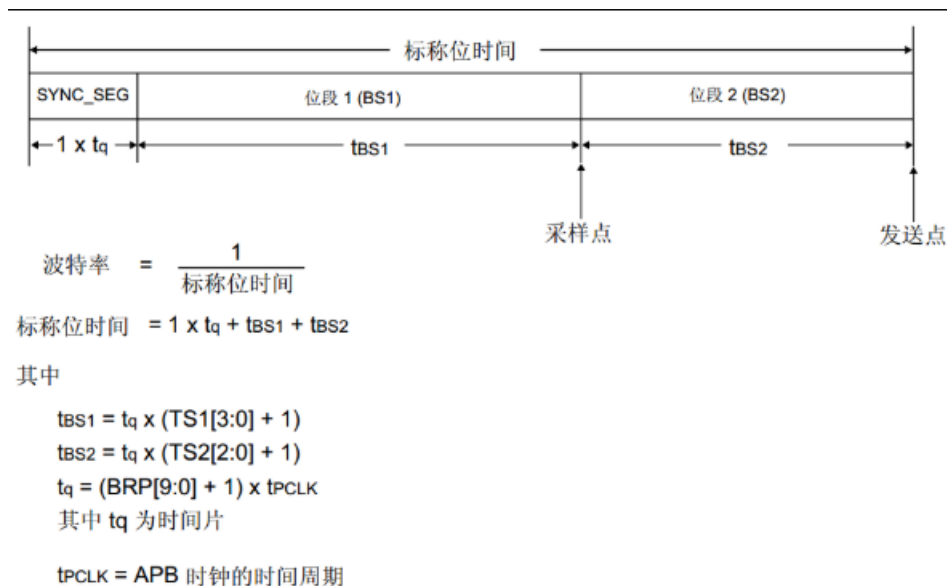 标称位时间
SYNC_SEG 位段 1 (BS1) 位段 2 (BS2)
1 x tq tBS1 tBS2
采样点 发送点
波特率 = 1
标称位时间
标称位时间 = 1 x tq + tBS1 + tBS2
其中
tBS1 = tq x (TS1[3:0] + 1)
tBS2 = tq x (TS2[2:0] + 1)
tq = (BRP[9:0] + 1) x tPCLK
其中 tq 为时间片
tPCLK = APB 时钟的时间周期